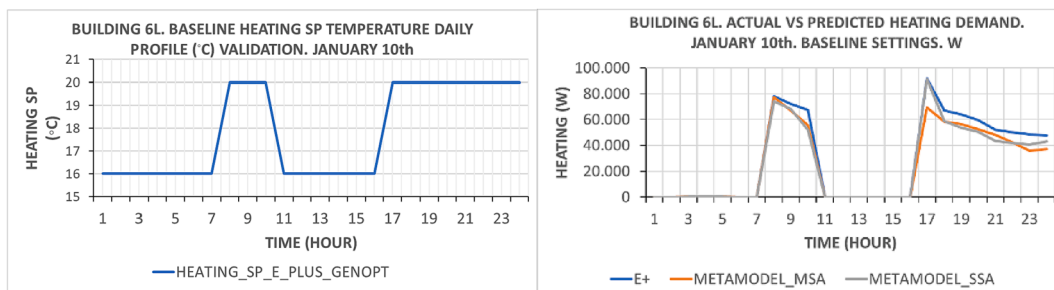 BUILDING 6L. BASELINE HEATING SP TEMPERATURE DAILY
PROFILE (°C) VALIDATION. JANUARY 10th
21
20
19
18
17
16
15
HEATING SP
(°C)
1 3 5 7 9 11 13 15 17 19 21 23
TIME (HOUR)
HEATING_SP_E_PLUS_GENOPT
BUILDING 6L. ACTUAL VS PREDICTED HEATING DEMAND.
JANUARY 10th. BASELINE SETTINGS. W
100.000
80.000
60.000
40.000
20.000
0
HEATING (W)
1 3 5 7 9 11 13 15 17 19 21 23
TIME (HOUR)
E+ METAMODEL_MSA METAMODEL_SSA